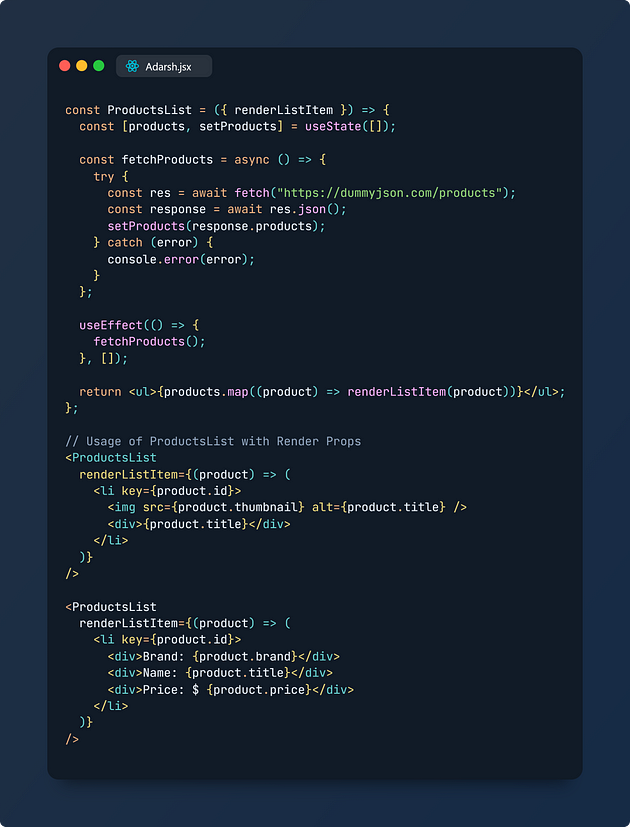 Adarsh.jsx
const ProductsList = ({ renderListItem }) => {
  const [products, setProducts] = useState([]);

  const fetchProducts = async () => {
    try {
      const res = await fetch("https://dummyjson.com/products");
      const response = await res.json();
      setProducts(response.products);
    } catch (error) {
      console.error(error);
    }
  };

  useEffect(() => {
    fetchProducts();
  }, []);

  return <ul>{products.map((product) => renderListItem(product))}</ul>;
};

// Usage of ProductsList with Render Props
<ProductsList
  renderListItem={(product) => (
    <li key={product.id}>
      <img src={product.thumbnail} alt={product.title} />
      <div>{product.title}</div>
    </li>
  )}
/>

<ProductsList
  renderListItem={(product) => (
    <li key={product.id}>
      <div>Brand: {product.brand}</div>
      <div>Name: {product.title}</div>
      <div>Price: $ {product.price}</div>
    </li>
  )}
/>